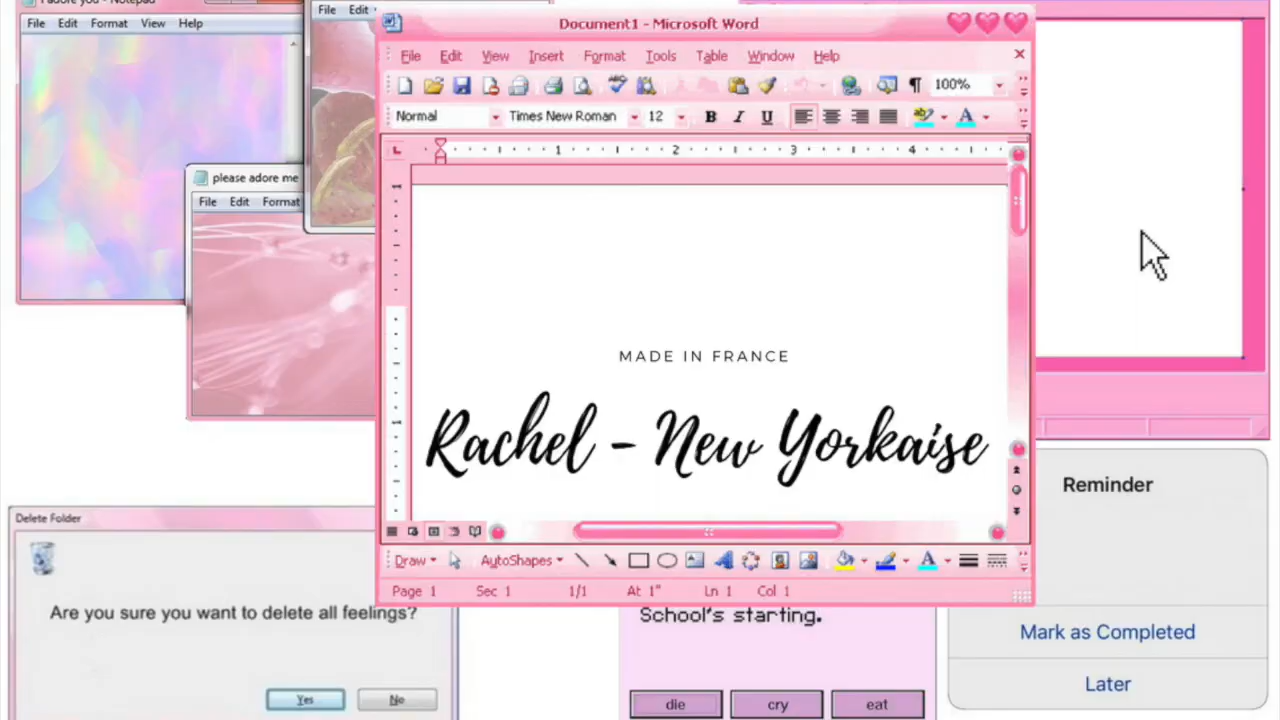 I adore you - Notepad
File Edit Format View Help
please adore me
File Edit Format
File Edit
Document1 - Microsoft Word
File Edit View Insert Format Tools Table Window Help
100%
Normal Times New Roman 12 B I U A
1 2 3 4
MADE IN FRANCE
Rachel - New Yorkaise
Draw AutoShapes A
Page 1 Sec 1 1/1 At 1" Ln 1 Col 1
Delete Folder
Are you sure you want to delete all feelings?
Yes No
School's starting.
die cry eat
Reminder
Mark as Completed
Later